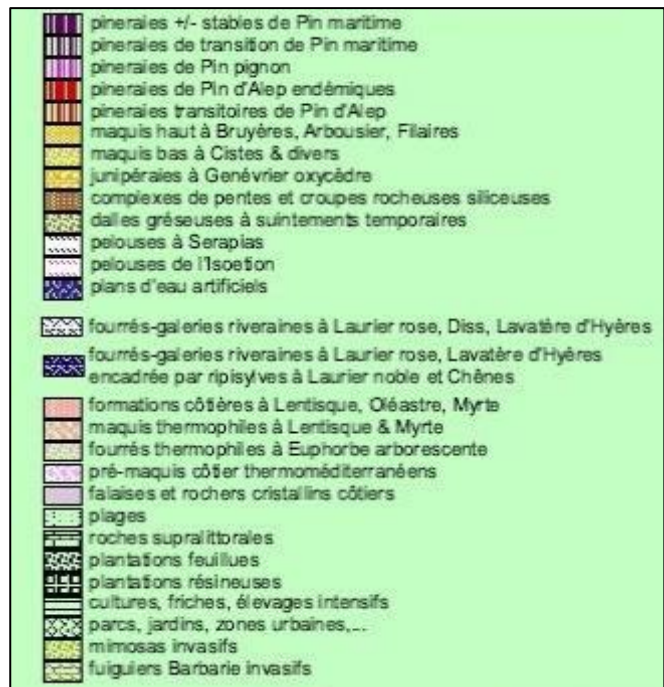 pineraies +/- stables de Pin maritime
pineraies de transition de Pin maritime
pineraies de Pin pignon
pineraies de Pin d'Alep endémiques
pineraies transitoires de Pin d'Alep
maquis haut à Bruyères, Arbousier, Filaires
maquis bas à Cistes & divers
junipéraies à Genévrier oxycèdre
complexes de pentes et croupes rocheuses siliceuses
dalles gréseuses à suintements temporaires
pelouses à Serapias
pelouses de l'Isoetion
plans d'eau artificiels
fourrés-galeries riveraines à Laurier rose, Diss, Lavatère d'Hyères
fourrés-galeries riveraines à Laurier rose, Lavatère d'Hyères
encadrée par ripisylves à Laurier noble et Chênes
formations côtières à Lentisque, Oléastre, Myrte
maquis thermophiles à Lentisque & Myrte
fourrés thermophiles à Euphorbe arborescente
pré-maquis côtier thermoméditerranéens
falaises et rochers cristallins côtiers
plages
roches supralittorales
plantations feuillues
plantations résineuses
cultures, friches, élevages intensifs
parcs, jardins, zones urbaines,...
mimosas invasifs
fuiguiers Barbarie invasifs